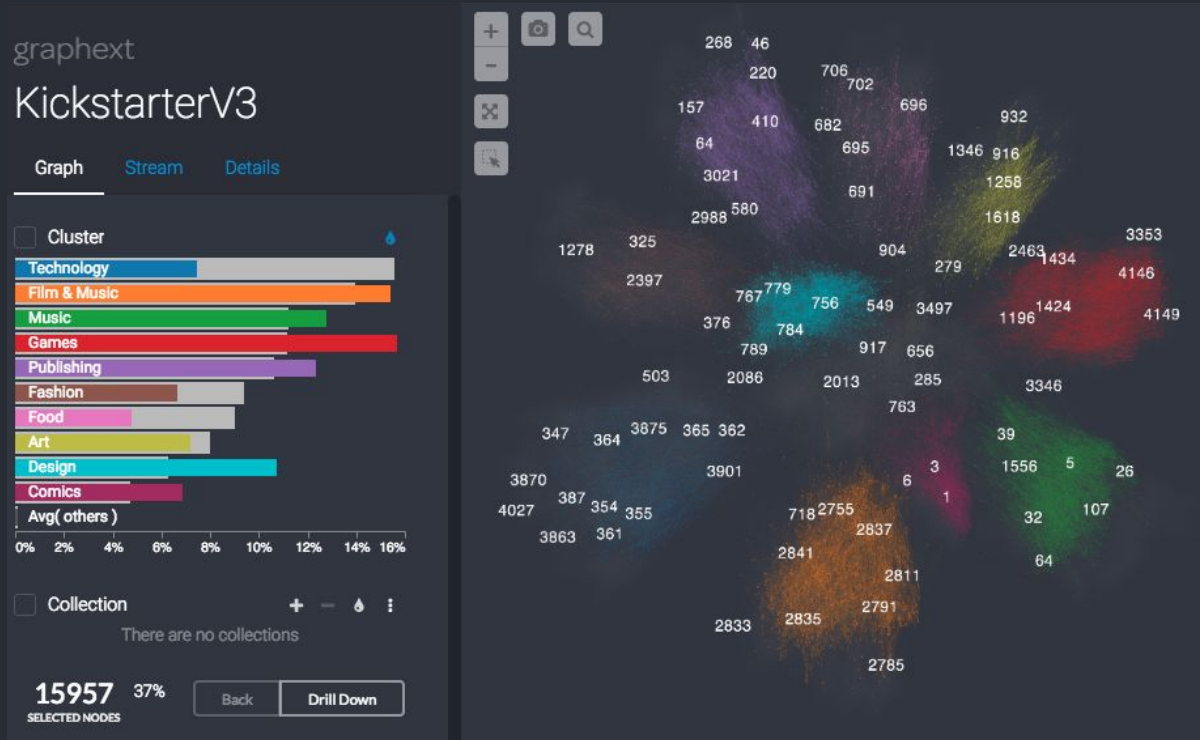 graphext
KickstarterV3
Graph Stream Details
Cluster
Technology
Film & Music
Music
Games
Publishing
Fashion
Food
Art
Design
Comics
Avg( others )
0% 2% 4% 6% 8% 10% 12% 14% 16%
Collection
There are no collections
15957 37%
SELECTED NODES
Back Drill Down
268 46
220 706 702
157 410 696
682 932
64 695 1346 916
3021 691 1258
2988 580 1618
1278 325 904 2463 1434 3353
2397 279 4146
767 779 756 549 3497 1196 1424 4149
376 784
789 917 656
503 2086 2013 285 3346
763
347 364 3875 365 362 39
3870 3901 6 3 1556 5 26
4027 387 354 355 1 107
3863 361 718 2755 2837 32
2841 64
2811
2833 2835 2791
2785